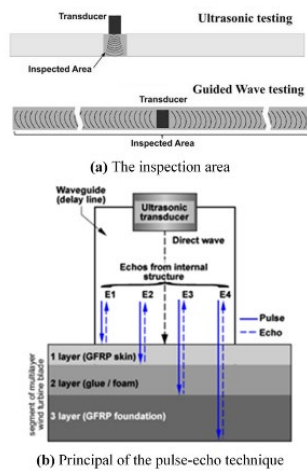 Transducer
Ultrasonic testing
Inspected Area
Guided Wave testing
Transducer
Inspected Area
(a) The inspection area
Waveguide
(delay line)
Ultrasonic
transducer
Direct wave
Echos from internal
structure
E1 E2 E3 E4
Pulse
Echo
segment of multilayer
wind turbine blade
1 layer (GFRP skin)
2 layer (glue / foam)
3 layer (GFRP foundation)
(b) Principal of the pulse-echo technique